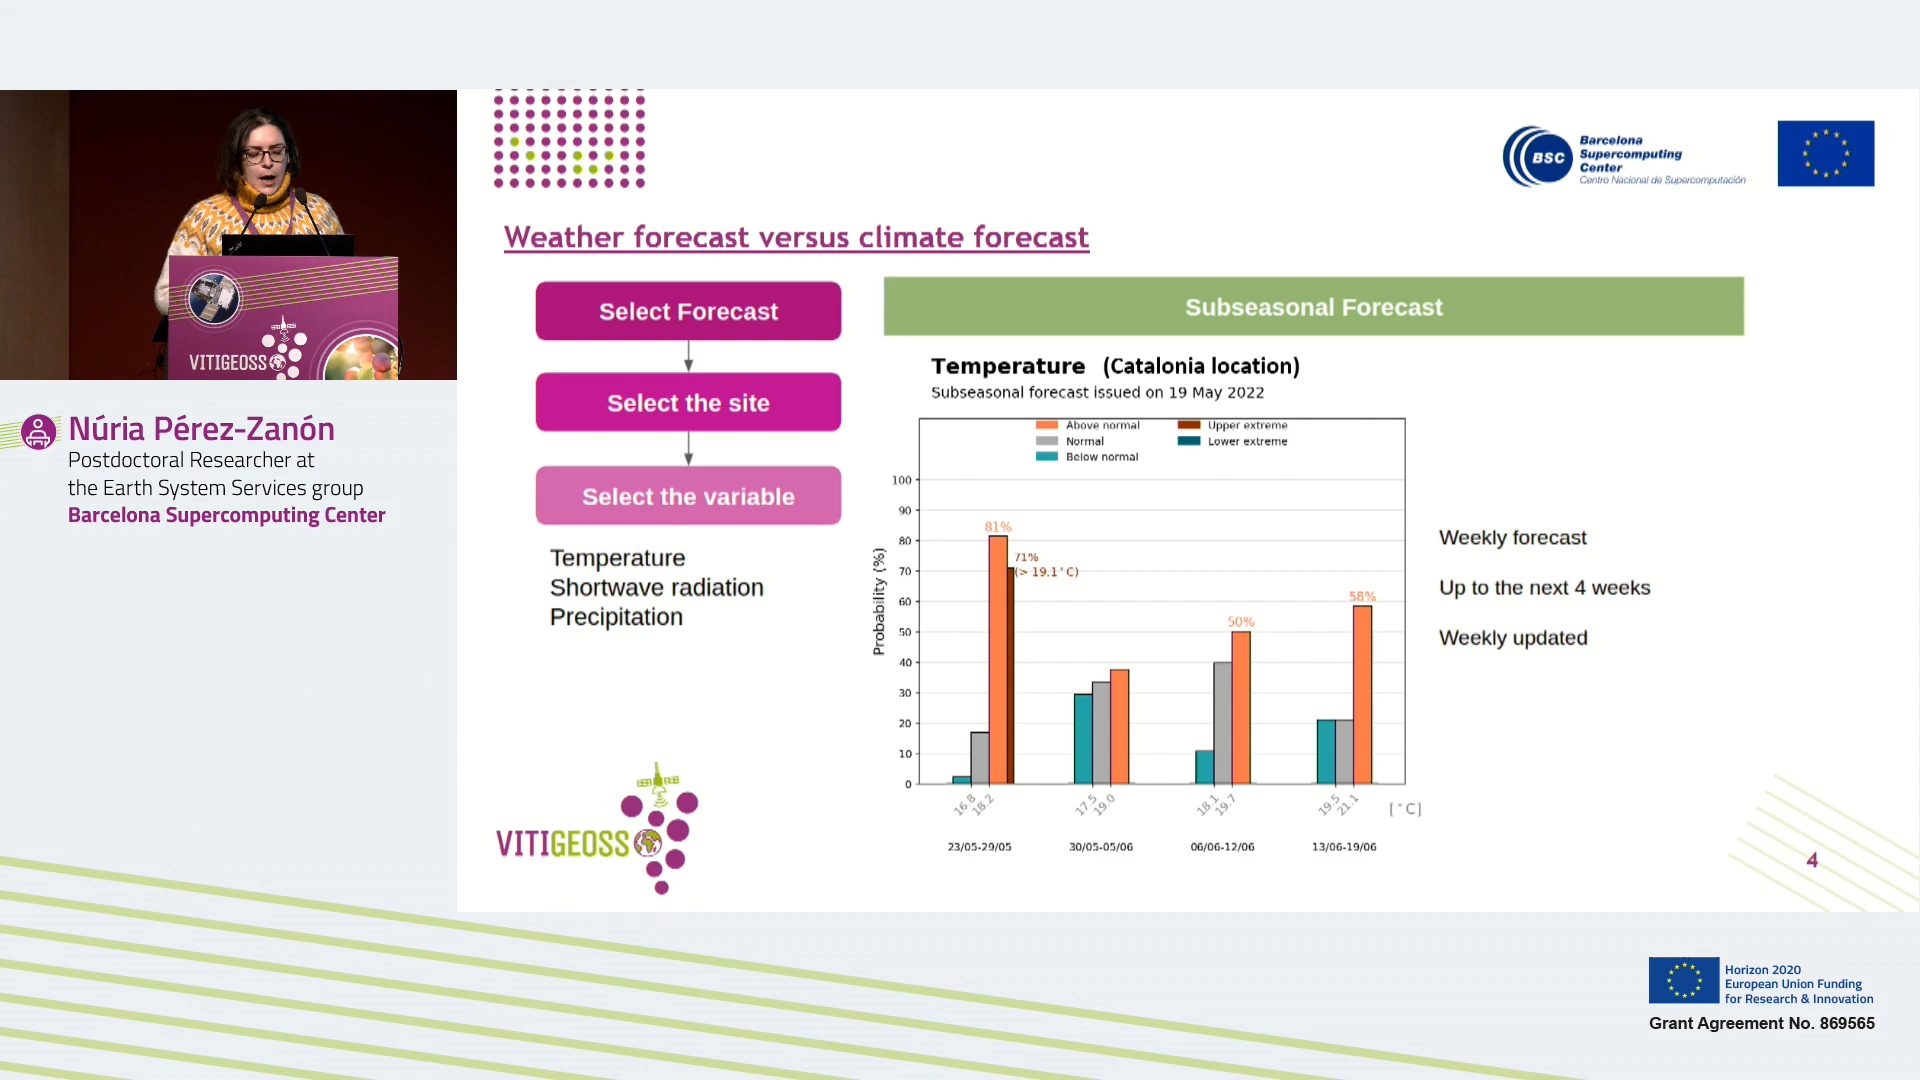 Barcelona
Supercomputing
Center
Centro Nacional de Supercomputación
BSC
Weather forecast versus climate forecast
Select Forecast
Select the site
Select the variable
Temperature
Shortwave radiation
Precipitation
Subseasonal Forecast
Temperature (Catalonia location)
Subseasonal forecast issued on 19 May 2022
Above normal
Normal
Below normal
Upper extreme
Lower extreme
Probability (%)
100
90
80
70
60
50
40
30
20
10
0
81%
71%
(> 19.1°C)
50%
58%
16.8 18.2
17.5 19.0
18.1 19.7
19.5 21.1
[°C]
23/05-29/05
30/05-05/06
06/06-12/06
13/06-19/06
Weekly forecast
Up to the next 4 weeks
Weekly updated
VITIGEOSS
4
VITIGEOSS
Núria Pérez-Zanón
Postdoctoral Researcher at
the Earth System Services group
Barcelona Supercomputing Center
Horizon 2020
European Union Funding
for Research & Innovation
Grant Agreement No. 869565